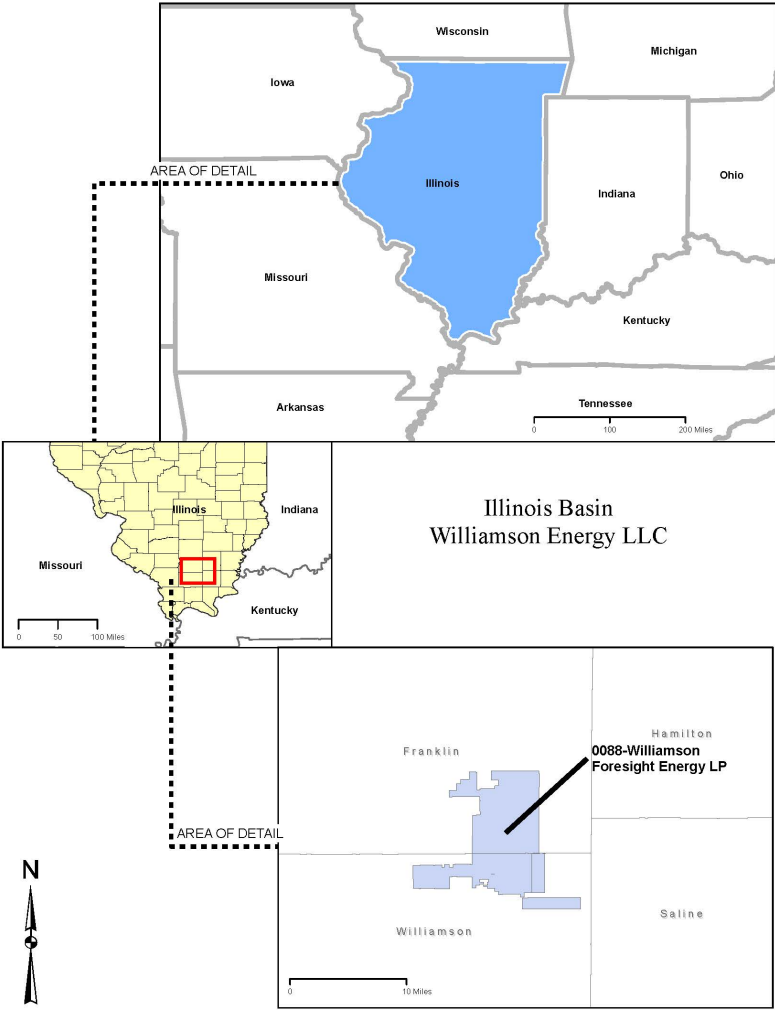 Wisconsin
Michigan
Iowa
AREA OF DETAIL
Illinois
Ohio
Indiana
Missouri
Kentucky
Arkansas
Tennessee
0 100 200 Miles
Illinois
Indiana
Missouri
Kentucky
0 50 100 Miles
Illinois Basin
Williamson Energy LLC
Hamilton
Franklin
0088-Williamson
Foresight Energy LP
AREA OF DETAIL
N
Saline
Williamson
0 10 Miles